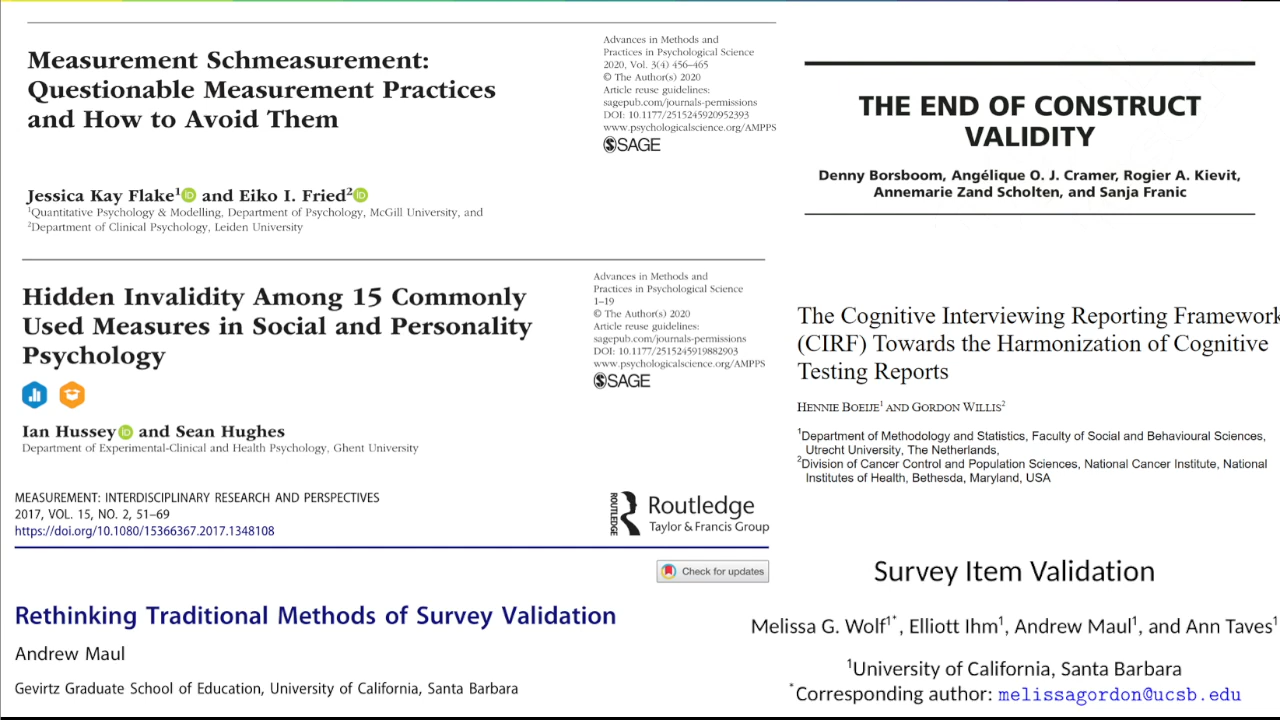 Measurement Schmeasurement:
Questionable Measurement Practices
and How to Avoid Them
Advances in Methods and
Practices in Psychological Science
2020, Vol. 3(4) 456–465
© The Author(s) 2020
Article reuse guidelines:
sagepub.com/journals-permissions
DOI: 10.1177/2515245920952393
www.psychologicalscience.org/AMPPS
SAGE
Jessica Kay Flake¹ iD and Eiko I. Fried² iD
¹Quantitative Psychology & Modelling, Department of Psychology, McGill University, and
²Department of Clinical Psychology, Leiden University
Hidden Invalidity Among 15 Commonly
Used Measures in Social and Personality
Psychology
Advances in Methods and
Practices in Psychological Science
1–19
© The Author(s) 2020
Article reuse guidelines:
sagepub.com/journals-permissions
DOI: 10.1177/2515245919882903
www.psychologicalscience.org/AMPPS
SAGE
Ian Hussey iD and Sean Hughes
Department of Experimental-Clinical and Health Psychology, Ghent University
MEASUREMENT: INTERDISCIPLINARY RESEARCH AND PERSPECTIVES
2017, VOL. 15, NO. 2, 51–69
https://doi.org/10.1080/15366367.2017.1348108
ROUTLEDGE
Routledge
Taylor & Francis Group
Check for updates
Rethinking Traditional Methods of Survey Validation
Andrew Maul
Gevirtz Graduate School of Education, University of California, Santa Barbara
THE END OF CONSTRUCT
VALIDITY
Denny Borsboom, Angélique O. J. Cramer, Rogier A. Kievit,
Annemarie Zand Scholten, and Sanja Franic
The Cognitive Interviewing Reporting Framework
(CIRF) Towards the Harmonization of Cognitive
Testing Reports
HENNIE BOEIJE¹ AND GORDON WILLIS²
¹Department of Methodology and Statistics, Faculty of Social and Behavioural Sciences,
Utrecht University, The Netherlands,
²Division of Cancer Control and Population Sciences, National Cancer Institute, National
Institutes of Health, Bethesda, Maryland, USA
Survey Item Validation
Melissa G. Wolf¹*, Elliott Ihm¹, Andrew Maul¹, and Ann Taves¹
¹University of California, Santa Barbara
*Corresponding author: melissagordon@ucsb.edu